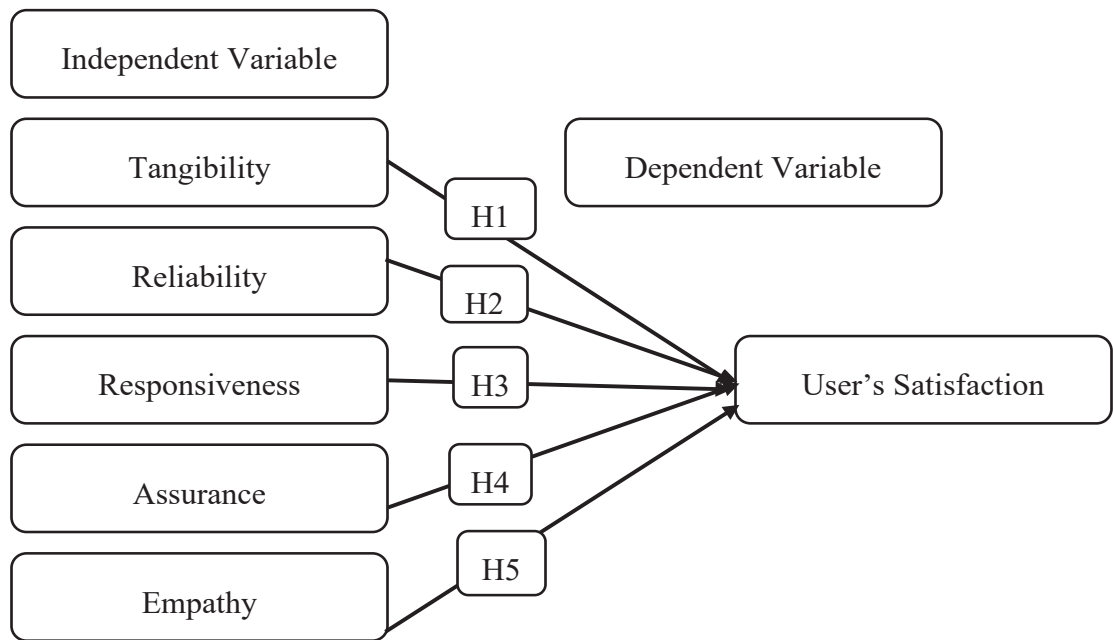 Independent Variable
Tangibility
Dependent Variable
H1
Reliability
H2
Responsiveness
H3
User’s Satisfaction
Assurance
H4
H5
Empathy